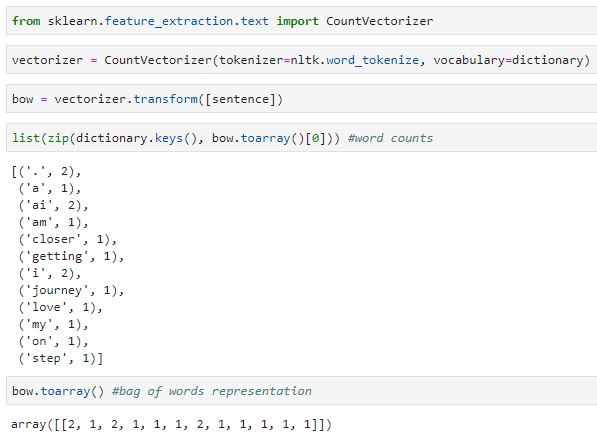 from sklearn.feature_extraction.text import CountVectorizer
vectorizer = CountVectorizer(tokenizer=nltk.word_tokenize, vocabulary=dictionary)
bow = vectorizer.transform([sentence])
list(zip(dictionary.keys(), bow.toarray()[0])) #word counts
[('.', 2),
 ('a', 1),
 ('ai', 2),
 ('am', 1),
 ('closer', 1),
 ('getting', 1),
 ('i', 2),
 ('journey', 1),
 ('love', 1),
 ('my', 1),
 ('on', 1),
 ('step', 1)]
bow.toarray() #bag of words representation
array([[2, 1, 2, 1, 1, 1, 2, 1, 1, 1, 1, 1]])